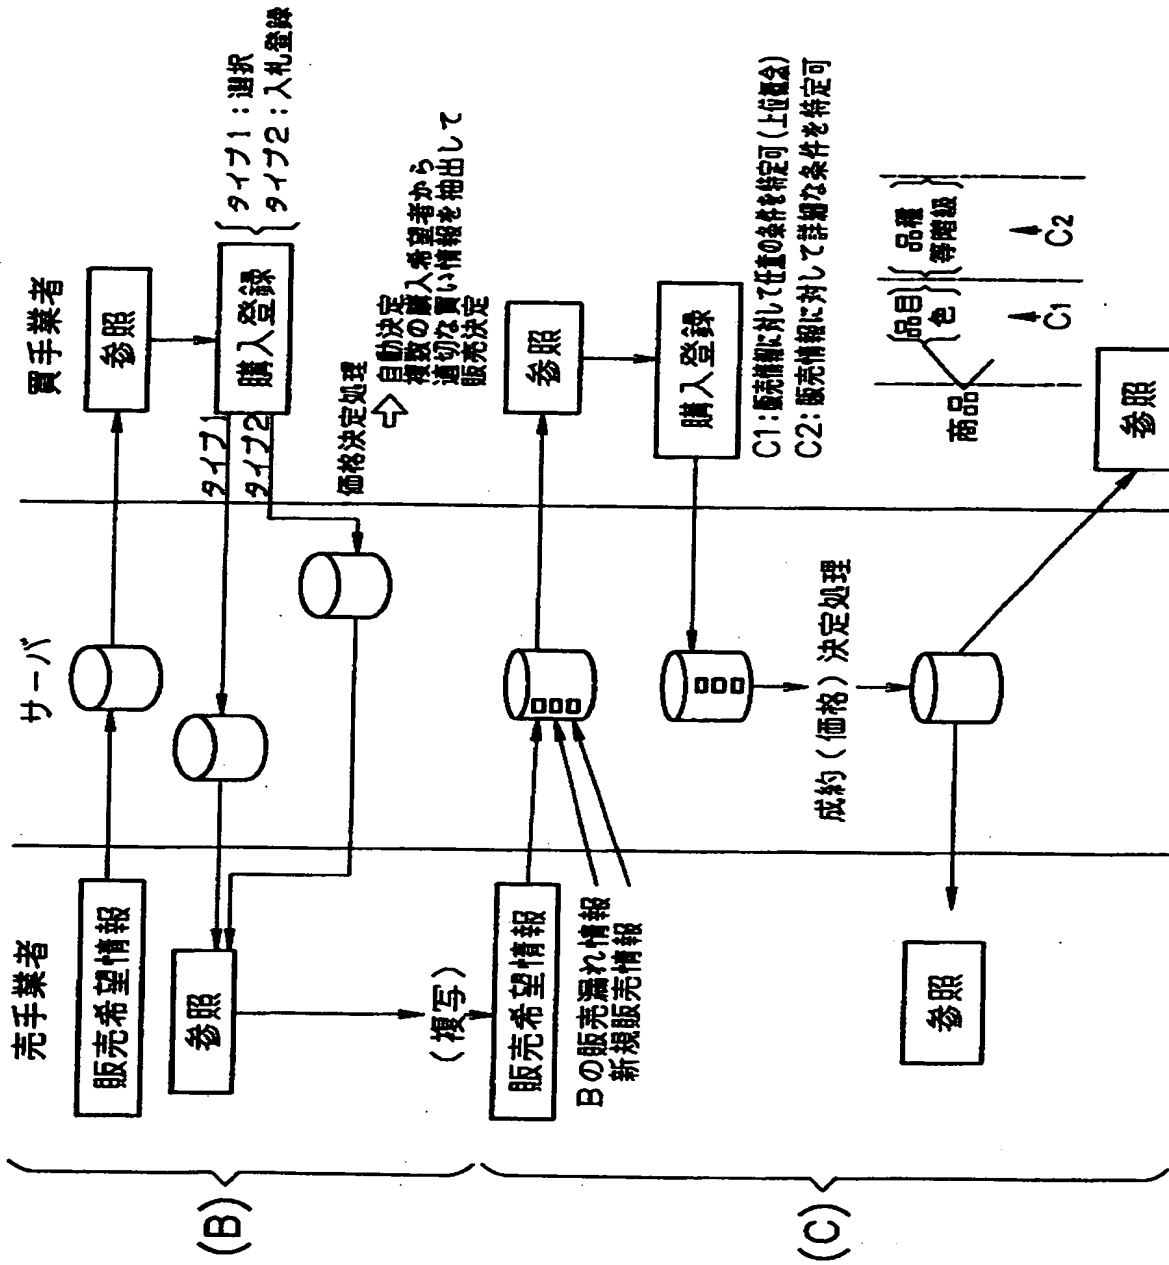 売手業者
サーバ
買手業者
(B)
販売希望情報
参照
購入登録
タイプ1：選択
タイプ2：入札登録
タイプ1
タイプ2
参照
価格決定処理
自動決定
複数の購入希望者から
適切な買い情報を抽出して
販売決定
(複写)
(C)
販売希望情報
Bの販売漏れ情報
新規販売情報
参照
購入登録
C1：販売情報に対して任意の条件を特定可(上位概念)
C2：販売情報に対して詳細な条件を特定可
成約(価格)決定処理
商品
品目
色
品種
等階級
C1
C2
参照
参照